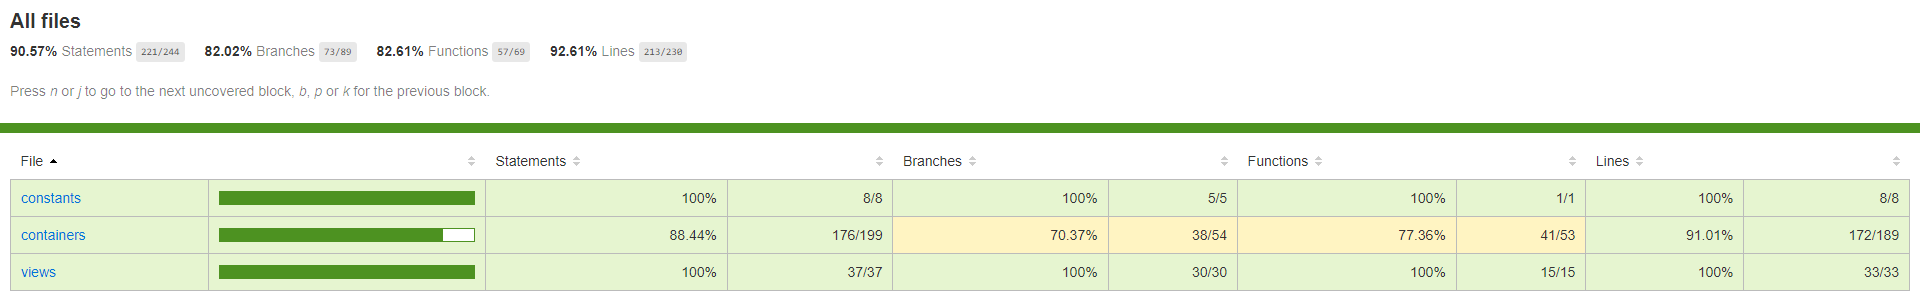 All files
90.57% Statements 221/244 82.02% Branches 73/89 82.61% Functions 57/69 92.61% Lines 213/230
Press n or j to go to the next uncovered block, b, p or k for the previous block.
File Statements Branches Functions Lines
constants 100% 8/8 100% 5/5 100% 1/1 100% 8/8
containers 88.44% 176/199 70.37% 38/54 77.36% 41/53 91.01% 172/189
views 100% 37/37 100% 30/30 100% 15/15 100% 33/33